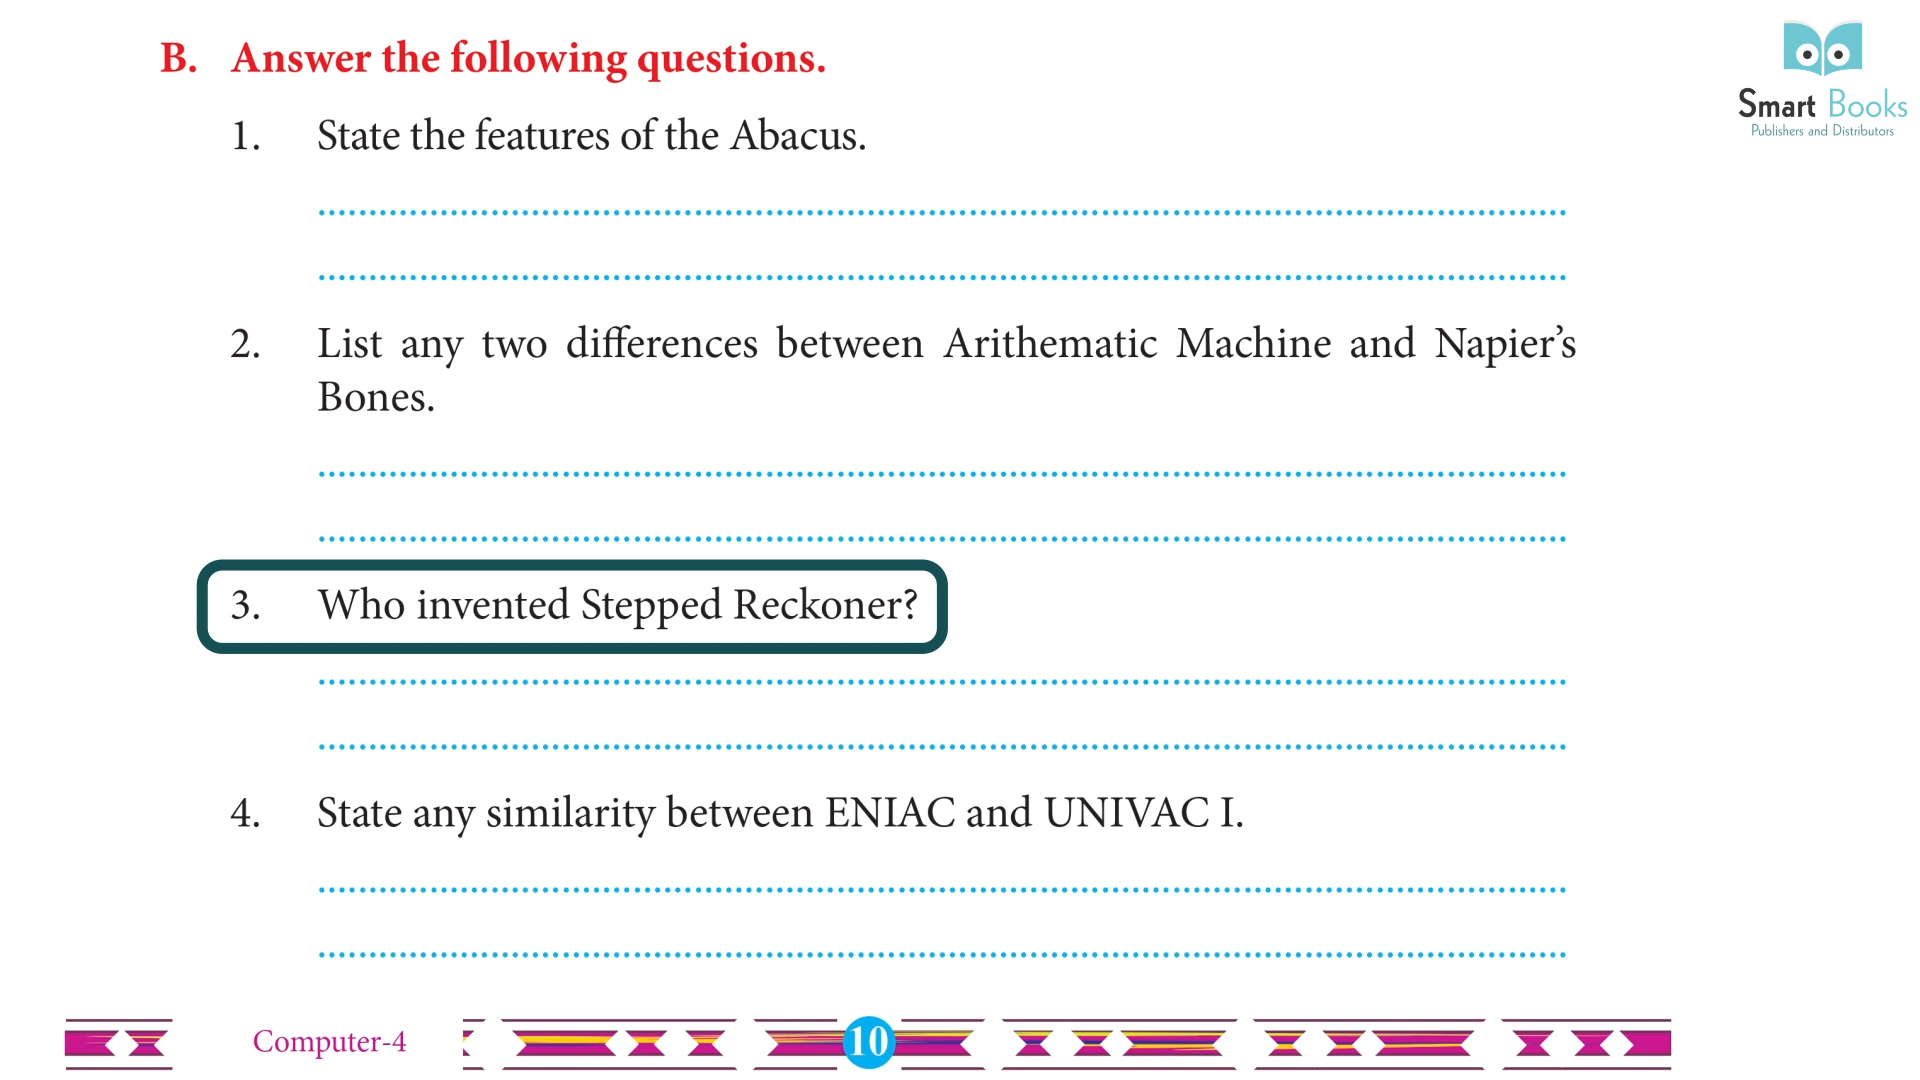 B. Answer the following questions.
Smart Books
Publishers and Distributors
1. State the features of the Abacus.
2. List any two differences between Arithematic Machine and Napier’s
Bones.
3. Who invented Stepped Reckoner?
4. State any similarity between ENIAC and UNIVAC I.
Computer-4
10